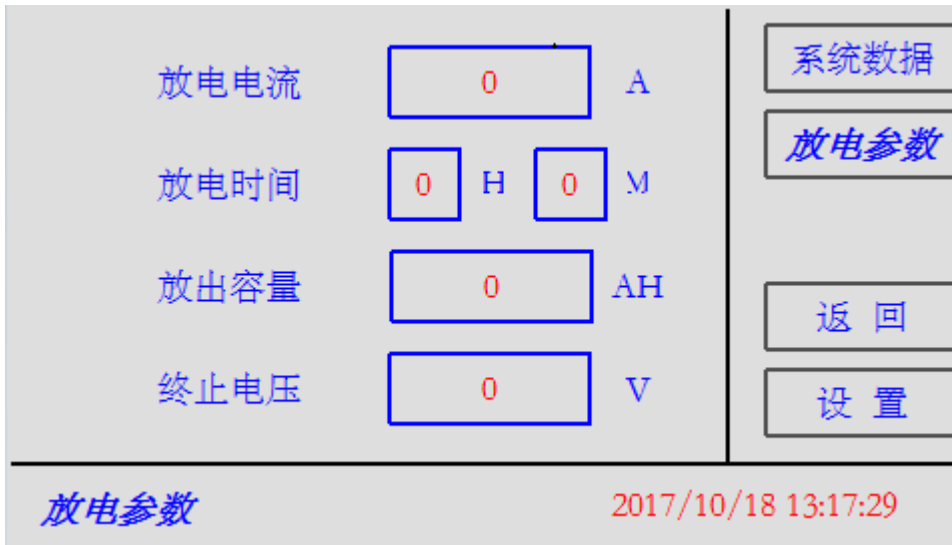 放电电流 0 A
放电时间 0 H 0 M
放出容量 0 AH
终止电压 0 V
系统数据
放电参数
返 回
设 置
放电参数 2017/10/18 13:17:29